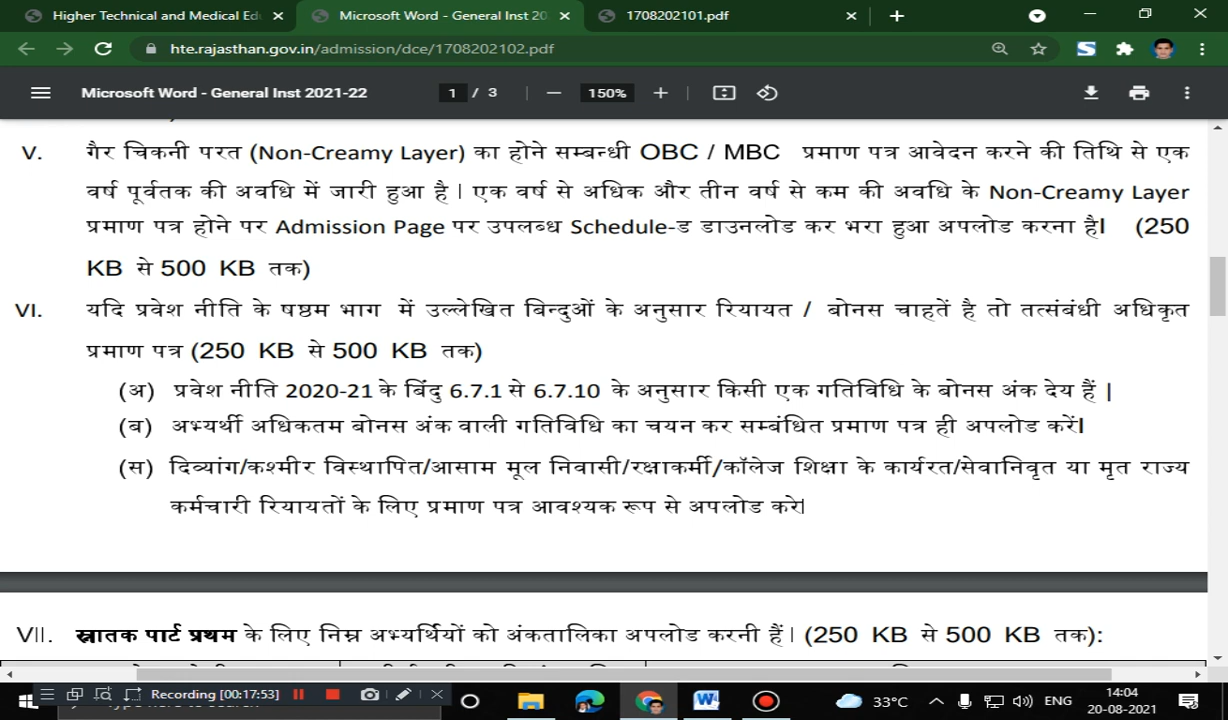 Higher Technical and Medical Ed
Microsoft Word - General Inst 20
1708202101.pdf
hte.rajasthan.gov.in/admission/dce/1708202102.pdf
Microsoft Word - General Inst 2021-22
1 / 3
150%
V. गैर चिकनी परत (Non-Creamy Layer) का होने सम्बन्धी OBC / MBC प्रमाण पत्र आवेदन करने की तिथि से एक
वर्ष पूर्वतक की अवधि में जारी हुआ है। एक वर्ष से अधिक और तीन वर्ष से कम की अवधि के Non-Creamy Layer
प्रमाण पत्र होने पर Admission Page पर उपलब्ध Schedule-ड डाउनलोड कर भरा हुआ अपलोड करना है। (250
KB से 500 KB तक)
VI. यदि प्रवेश नीति के षष्ठम भाग में उल्लेखित बिन्दुओं के अनुसार रियायत / बोनस चाहतें है तो तत्संबंधी अधिकृत
प्रमाण पत्र (250 KB से 500 KB तक)
(अ) प्रवेश नीति 2020-21 के बिंदु 6.7.1 से 6.7.10 के अनुसार किसी एक गतिविधि के बोनस अंक देय हैं |
(ब) अभ्यर्थी अधिकतम बोनस अंक वाली गतिविधि का चयन कर सम्बंधित प्रमाण पत्र ही अपलोड करें।
(स) दिव्यांग/कश्मीर विस्थापित/आसाम मूल निवासी/रक्षाकर्मी/कॉलेज शिक्षा के कार्यरत/सेवानिवृत या मृत राज्य
कर्मचारी रियायतों के लिए प्रमाण पत्र आवश्यक रूप से अपलोड करे।
VII. स्नातक पार्ट प्रथम के लिए निम्न अभ्यर्थियों को अंकतालिका अपलोड करनी हैं। (250 KB से 500 KB तक):
Recording [00:17:53]
33°C
ENG
14:04
20-08-2021